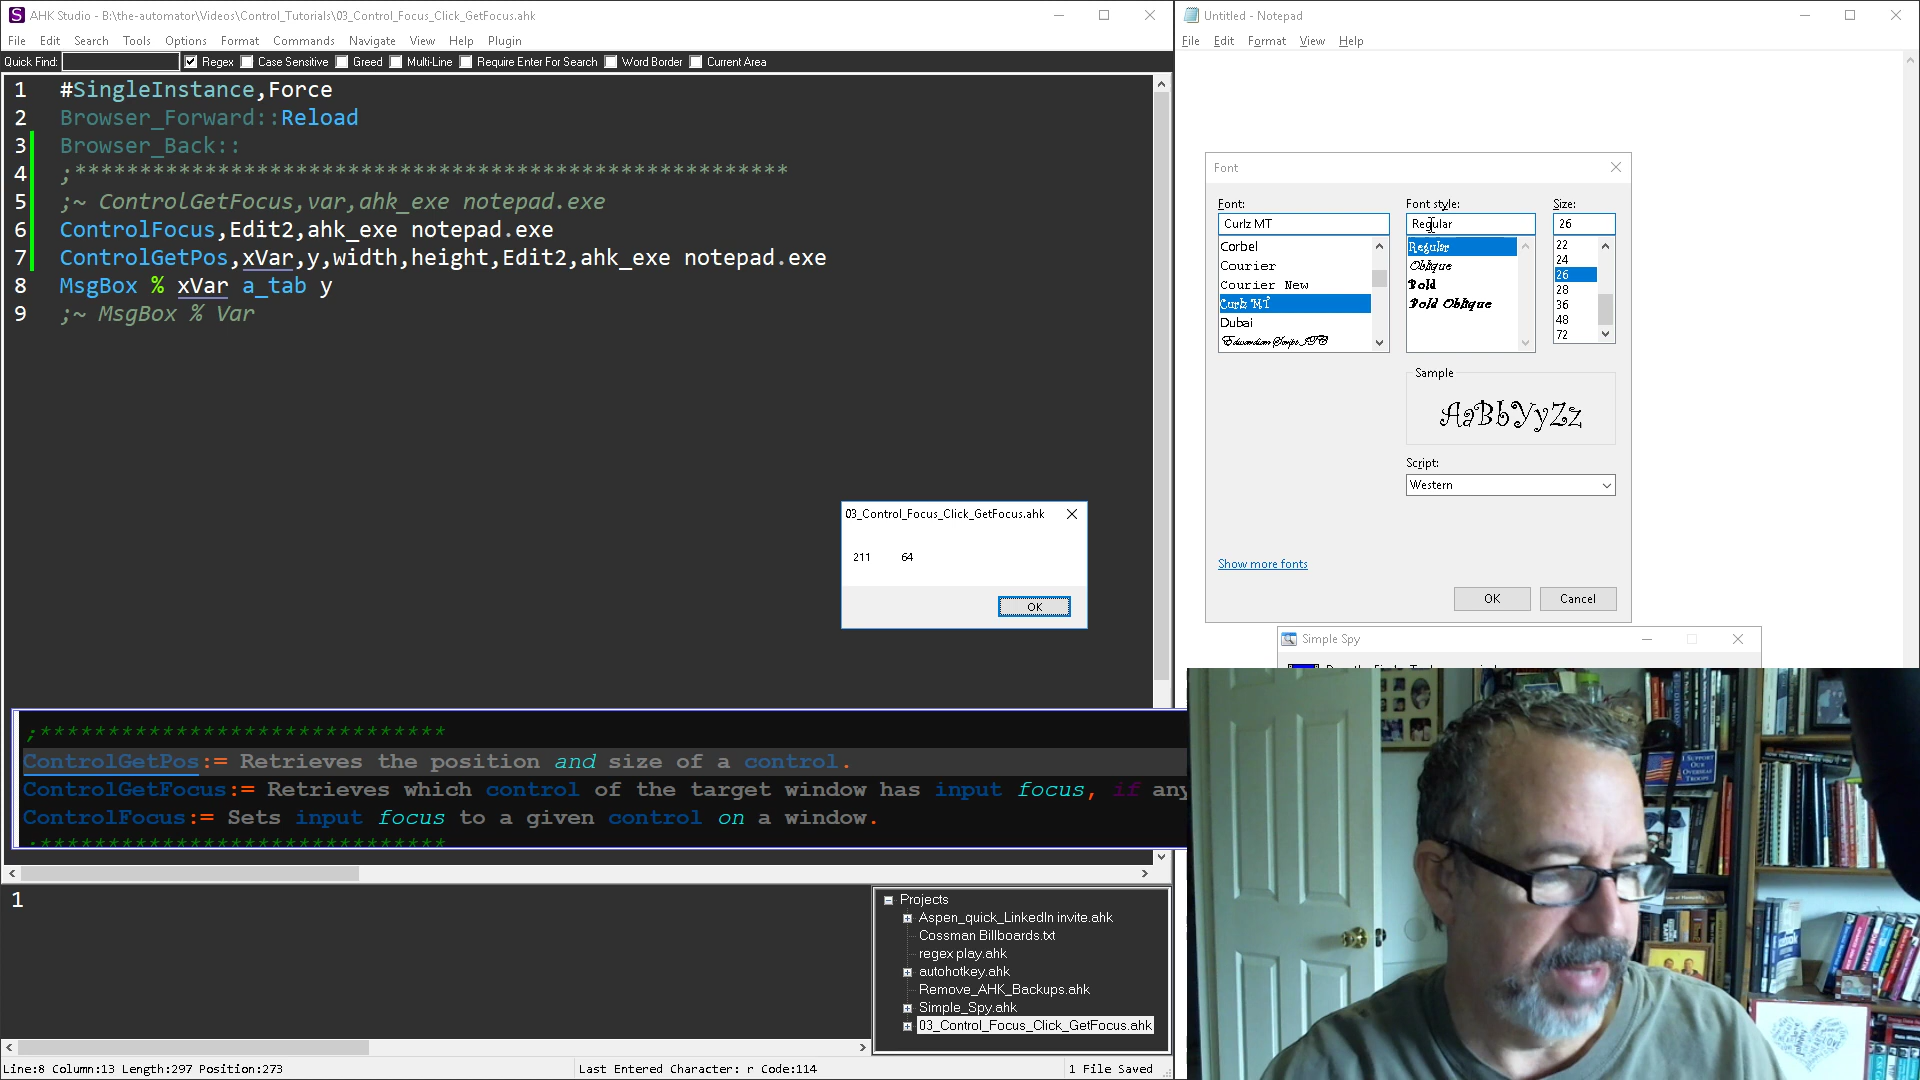 AHK Studio - B:\the-automator\Videos\Control_Tutorials\03_Control_Focus_Click_GetFocus.ahk
File Edit Search Tools Options Format Commands Navigate View Help Plugin
Quick Find: Regex Case Sensitive Greed Multi-Line Require Enter For Search Word Border Current Area
1 #SingleInstance,Force
2 Browser_Forward::Reload
3 Browser_Back::
4 ;*******************************************************
5 ;~ ControlGetFocus,var,ahk_exe notepad.exe
6 ControlFocus,Edit2,ahk_exe notepad.exe
7 ControlGetPos,xVar,y,width,height,Edit2,ahk_exe notepad.exe
8 MsgBox % xVar a_tab y
9 ;~ MsgBox % Var
03_Control_Focus_Click_GetFocus.ahk
211 64
OK
;******************************
ControlGetPos:= Retrieves the position and size of a control.
ControlGetFocus:= Retrieves which control of the target window has input focus, if any
ControlFocus:= Sets input focus to a given control on a window.
;******************************
1
Projects
Aspen_quick_LinkedIn invite.ahk
Cossman Billboards.txt
regex play.ahk
autohotkey.ahk
Remove_AHK_Backups.ahk
Simple_Spy.ahk
03_Control_Focus_Click_GetFocus.ahk
Line:8 Column:13 Length:297 Position:273
Last Entered Character: r Code:114
1 File Saved
Untitled - Notepad
File Edit Format View Help
Font
Font: Font style: Size:
Curlz MT Regular 26
Corbel
Courier
Courier New
Curlz MT
Dubai
Edwardian Script ITC
Regular
Oblique
Bold
Bold Oblique
22
24
26
28
36
48
72
Sample
AaBbYyZz
Script:
Western
Show more fonts
OK Cancel
Simple Spy
I SUPPORT
OUR
OVERSEAS
TROOPS